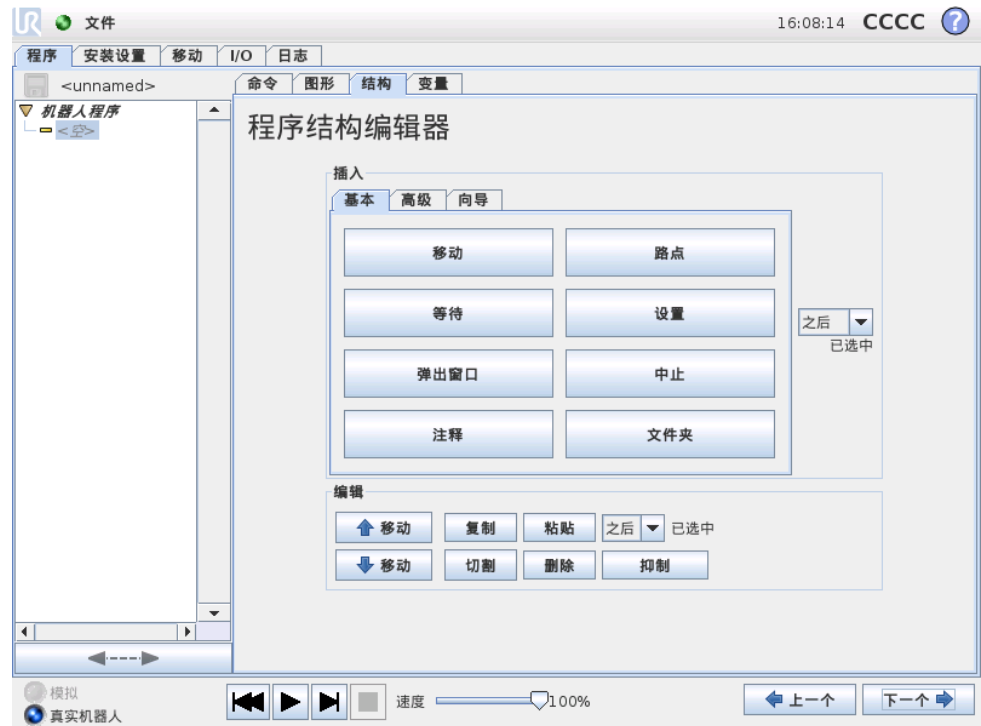 UR 文件 16:08:14 CCCC ?
程序 安装设置 移动 I/O 日志
<unnamed> 命令 图形 结构 变量
机器人程序
<空>
程序结构编辑器
插入
基本 高级 向导
移动 路点
等待 设置
之后
已选中
弹出窗口 中止
注释 文件夹
编辑
移动 复制 粘贴 之后 已选中
移动 切割 删除 抑制
模拟
真实机器人
速度 100%
上一个 下一个